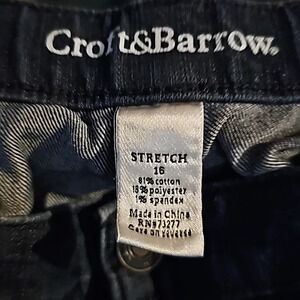 Croft&Barrow.
STRETCH
16
81% cotton
18% polyester
1% spandex
Made in China
RN#73277
Care on reverse